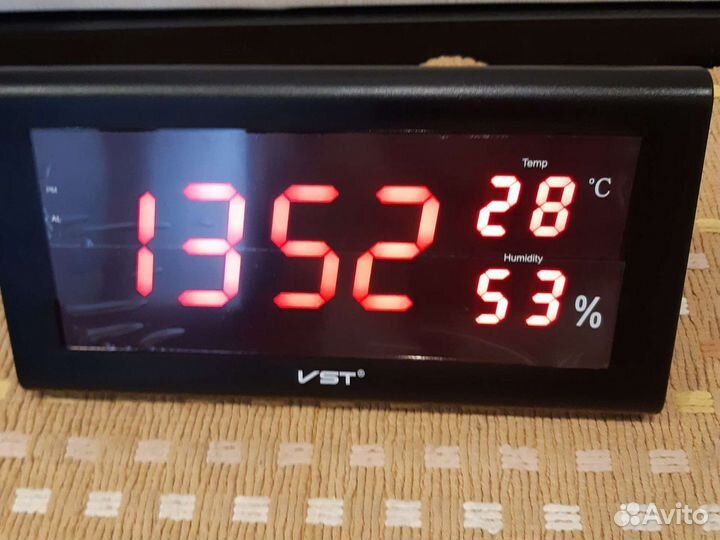 Temp
PM
1352
28 °C
AL
Humidity
53 %
VST®
Avito